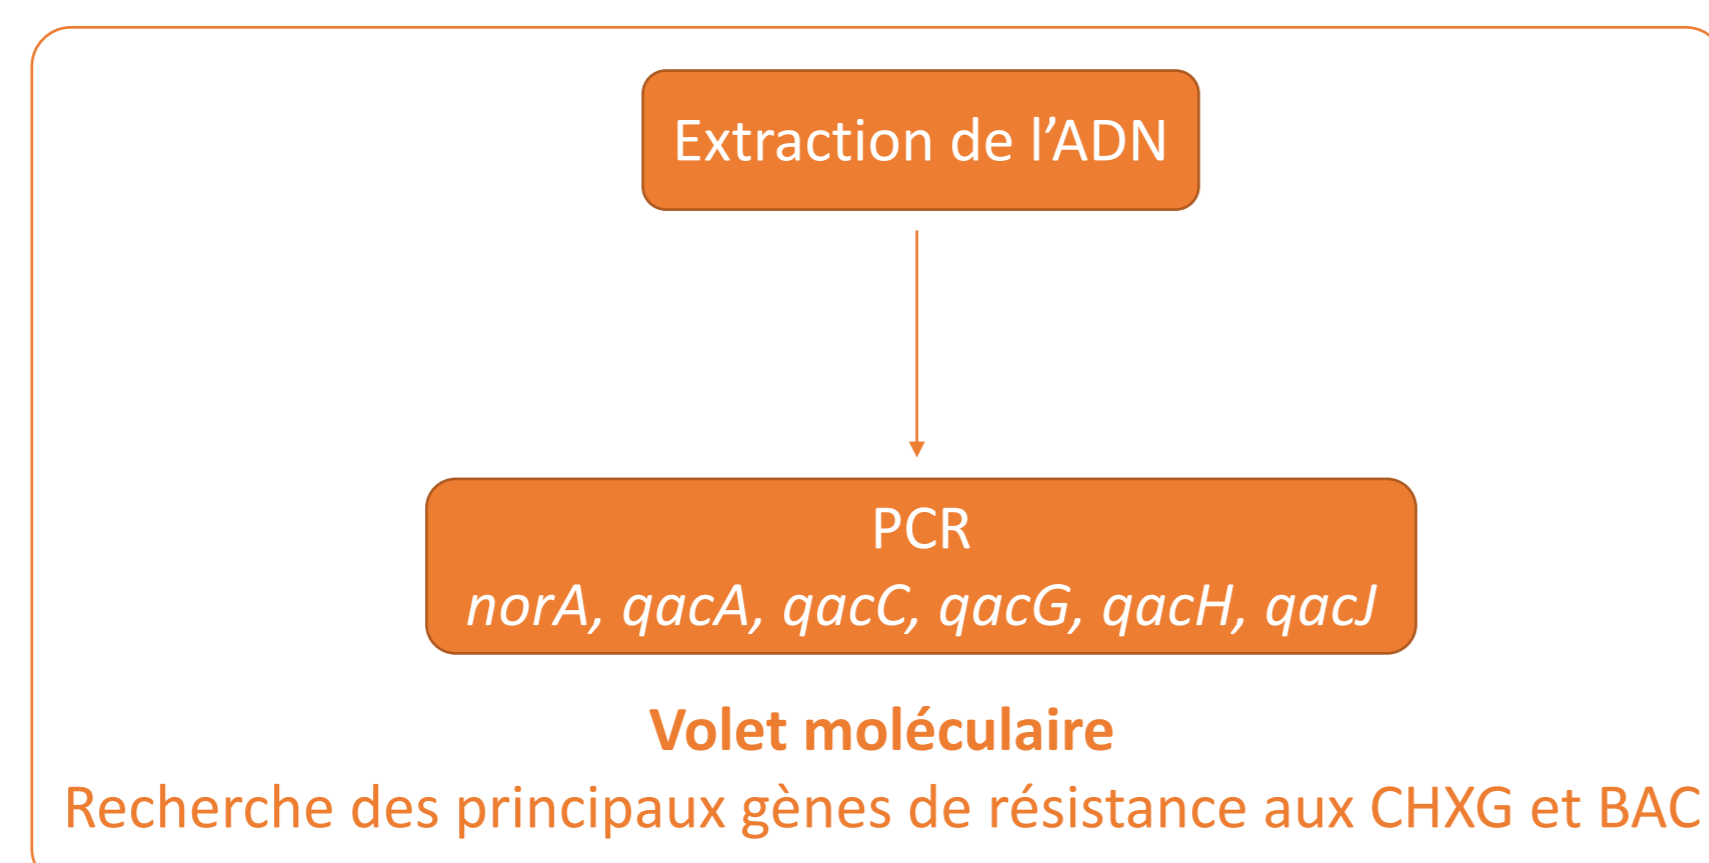 Extraction de l’ADN
PCR
norA, qacA, qacC, qacG, qacH, qacJ
Volet moléculaire
Recherche des principaux gènes de résistance aux CHXG et BAC